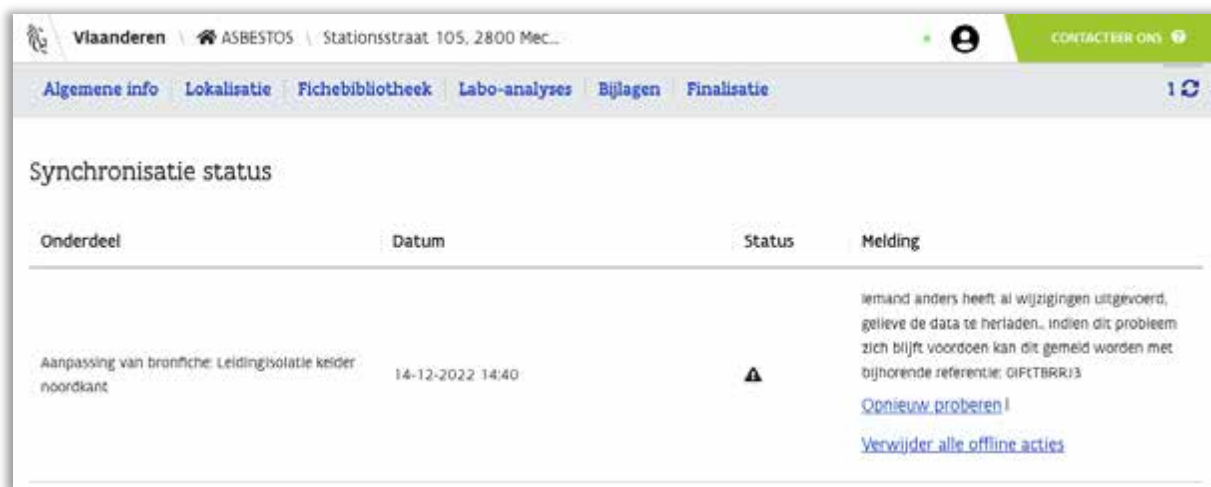 Vlaanderen \ ASBESTOS \ Stationsstraat 105, 2800 Mec...
CONTACTEER ONS ?
Algemene info Lokalisatie Fichebibliotheek Labo-analyses Bijlagen Finalisatie 1
Synchronisatie status
Onderdeel Datum Status Melding
Aanpassing van bronfiche: Leidingisolatie kelder
noordkant
14-12-2022 14:40
Iemand anders heeft al wijzigingen uitgevoerd,
gelieve de data te herladen.. Indien dit probleem
zich blijft voordoen kan dit gemeld worden met
bijhorende referentie:
Opnieuw proberen |
Verwijder alle offline acties